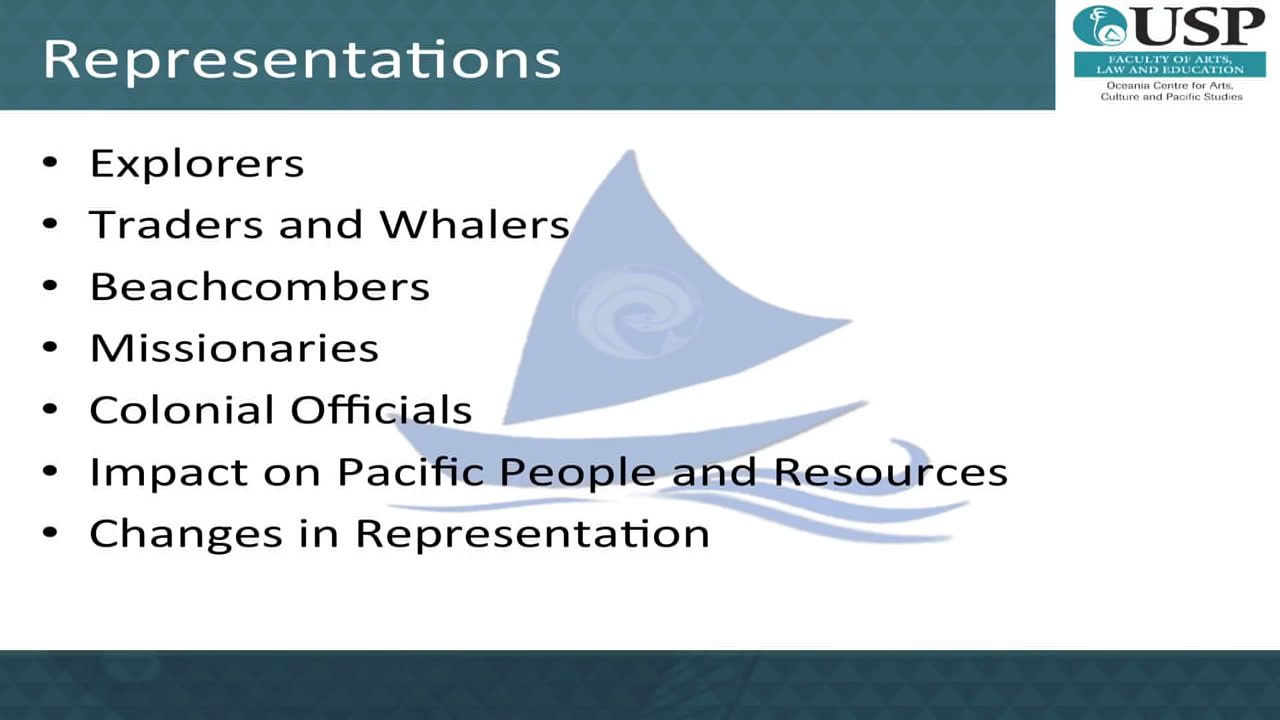 Representations
USP
FACULTY OF ARTS,
LAW AND EDUCATION
Oceania Centre for Arts,
Culture and Pacific Studies
• Explorers
• Traders and Whalers
• Beachcombers
• Missionaries
• Colonial Officials
• Impact on Pacific People and Resources
• Changes in Representation